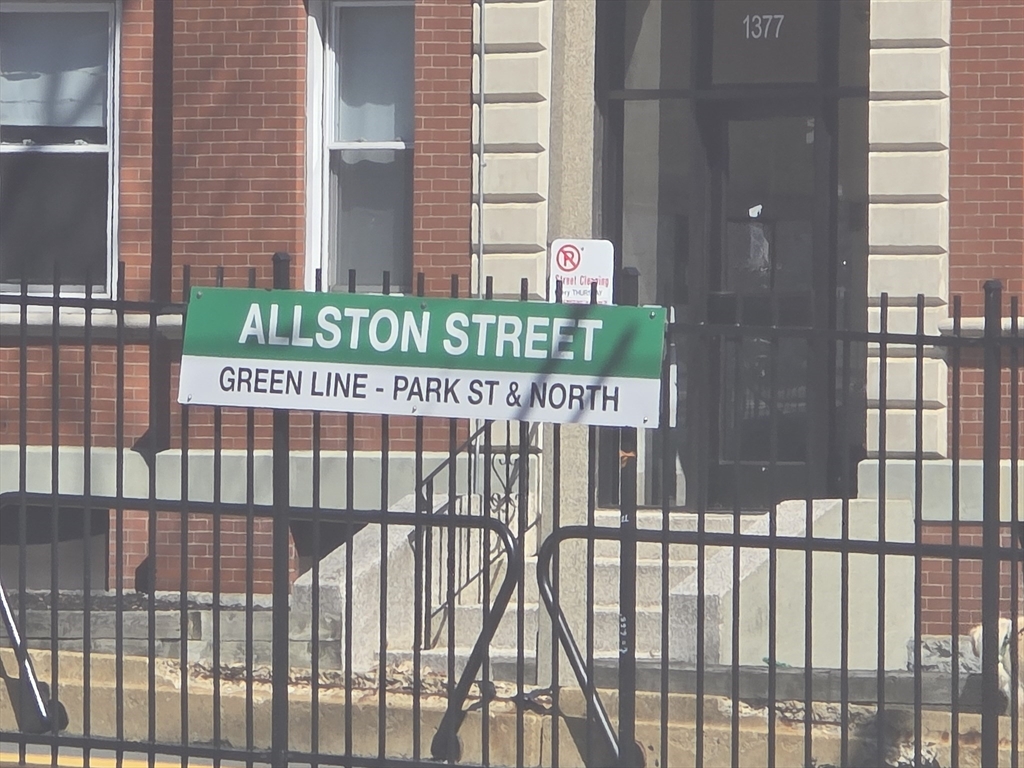 1377
Street Cleaning
ALLSTON STREET
GREEN LINE - PARK ST & NORTH